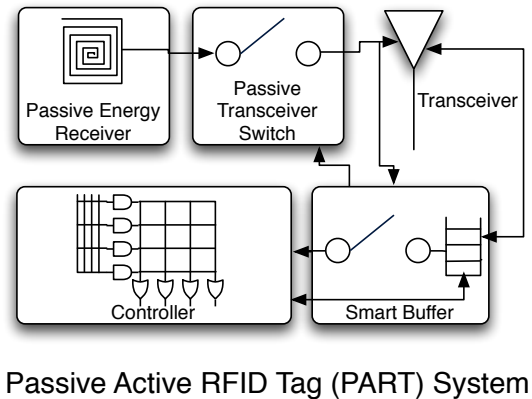 Passive Energy
Receiver
Passive
Transceiver
Switch
Transceiver
Controller
Smart Buffer
Passive Active RFID Tag (PART) System